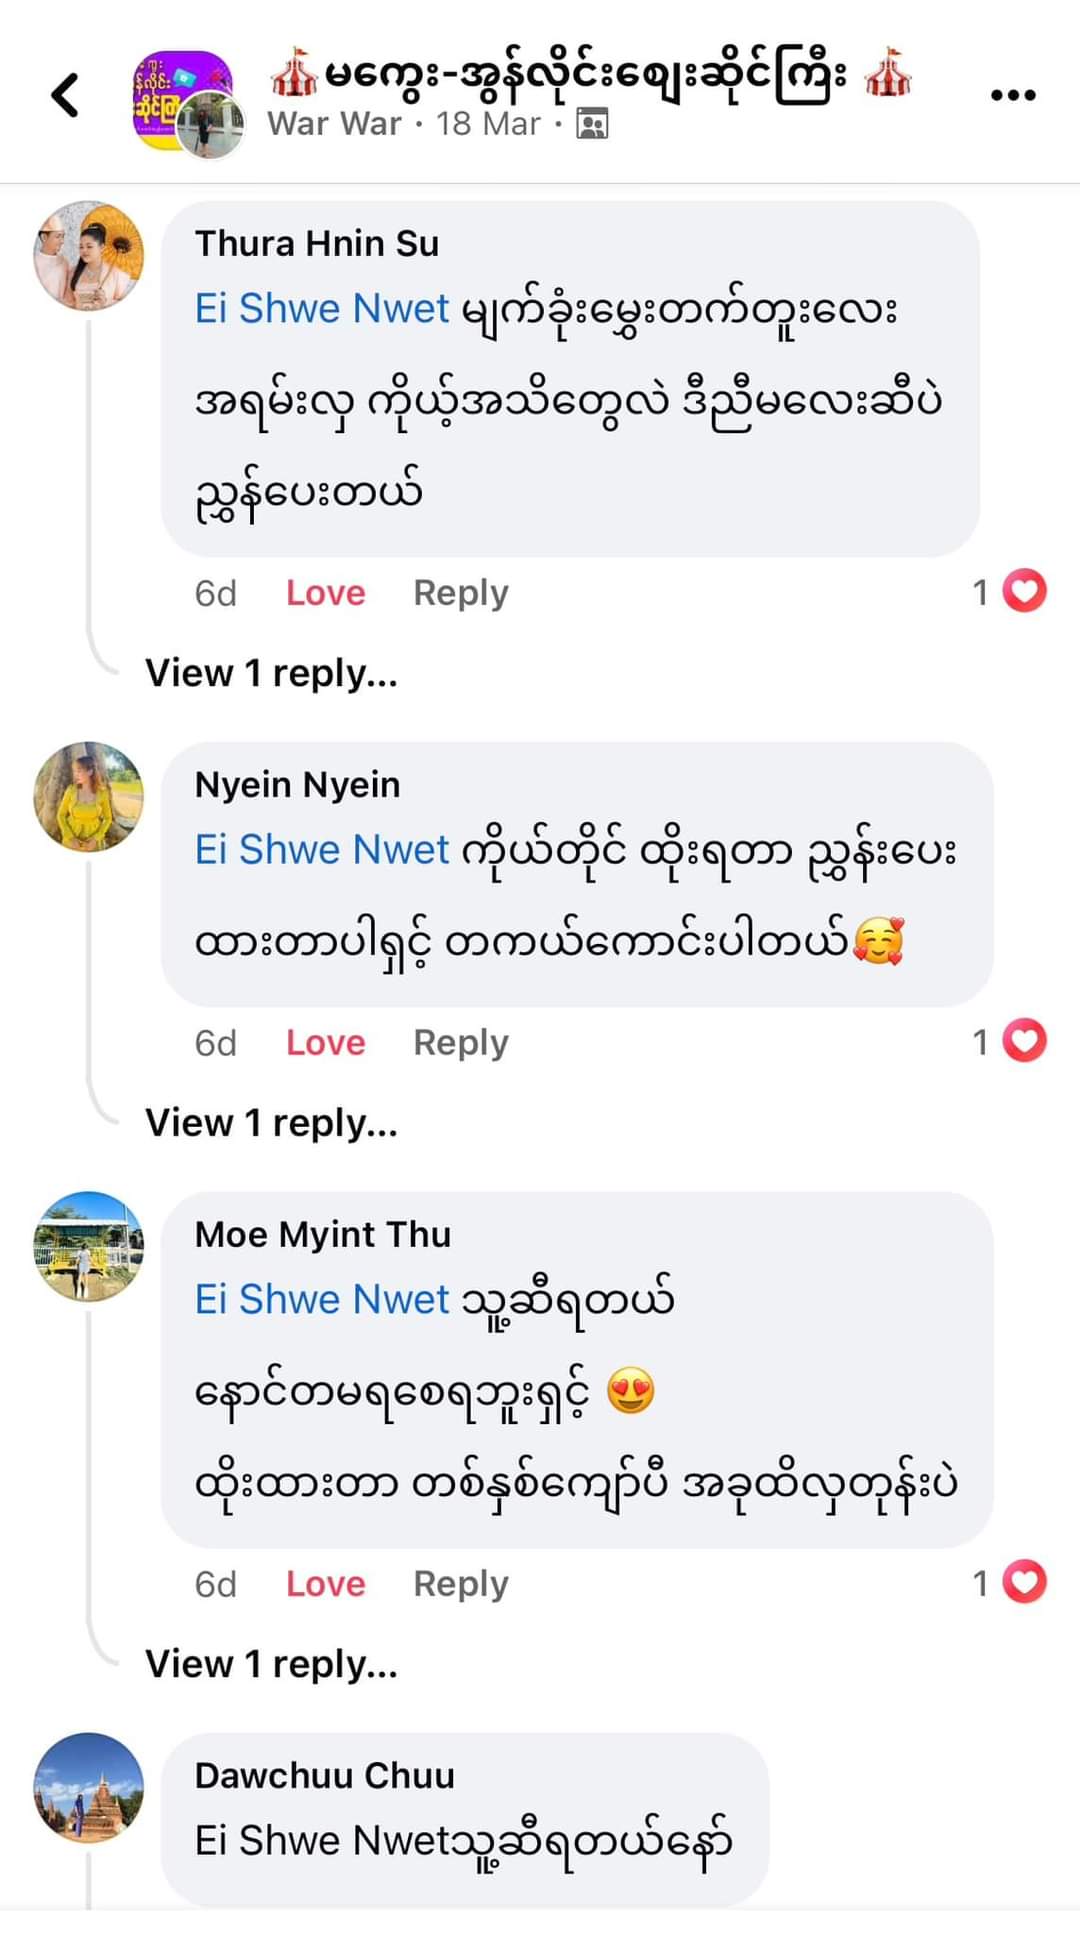 🎪မကွေး-အွန်လိုင်းဈေးဆိုင်ကြီး 🎪
War War · 18 Mar ·
Thura Hnin Su
Ei Shwe Nwet မျက်ခုံးမွှေးတက်တူးလေး
အရမ်းလှ ကိုယ့်အသိတွေလဲ ဒီညီမလေးဆီပဲ
ညွှန်ပေးတယ်
6d Love Reply 1
View 1 reply...
Nyein Nyein
Ei Shwe Nwet ကိုယ်တိုင် ထိုးရတာ ညွှန်းပေး
ထားတာပါရှင့် တကယ်ကောင်းပါတယ်🥰
6d Love Reply 1
View 1 reply...
Moe Myint Thu
Ei Shwe Nwet သူ့ဆီရတယ်
နောင်တမရစေရဘူးရှင့် 😍
ထိုးထားတာ တစ်နှစ်ကျော်ပီ အခုထိလှတုန်းပဲ
6d Love Reply 1
View 1 reply...
Dawchuu Chuu
Ei Shwe Nwetသူ့ဆီရတယ်နော်